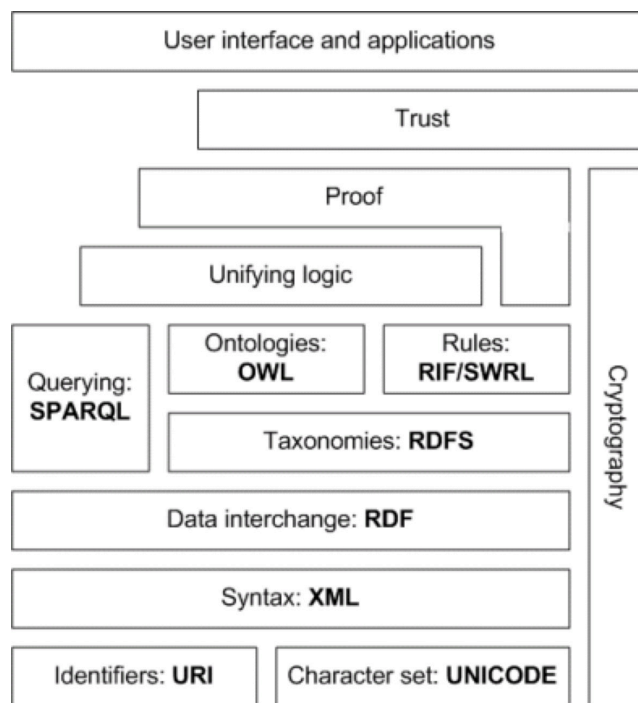 User interface and applications
Trust
Proof
Unifying logic
Querying:
SPARQL
Ontologies:
OWL
Rules:
RIF/SWRL
Taxonomies: RDFS
Cryptography
Data interchange: RDF
Syntax: XML
Identifiers: URI
Character set: UNICODE